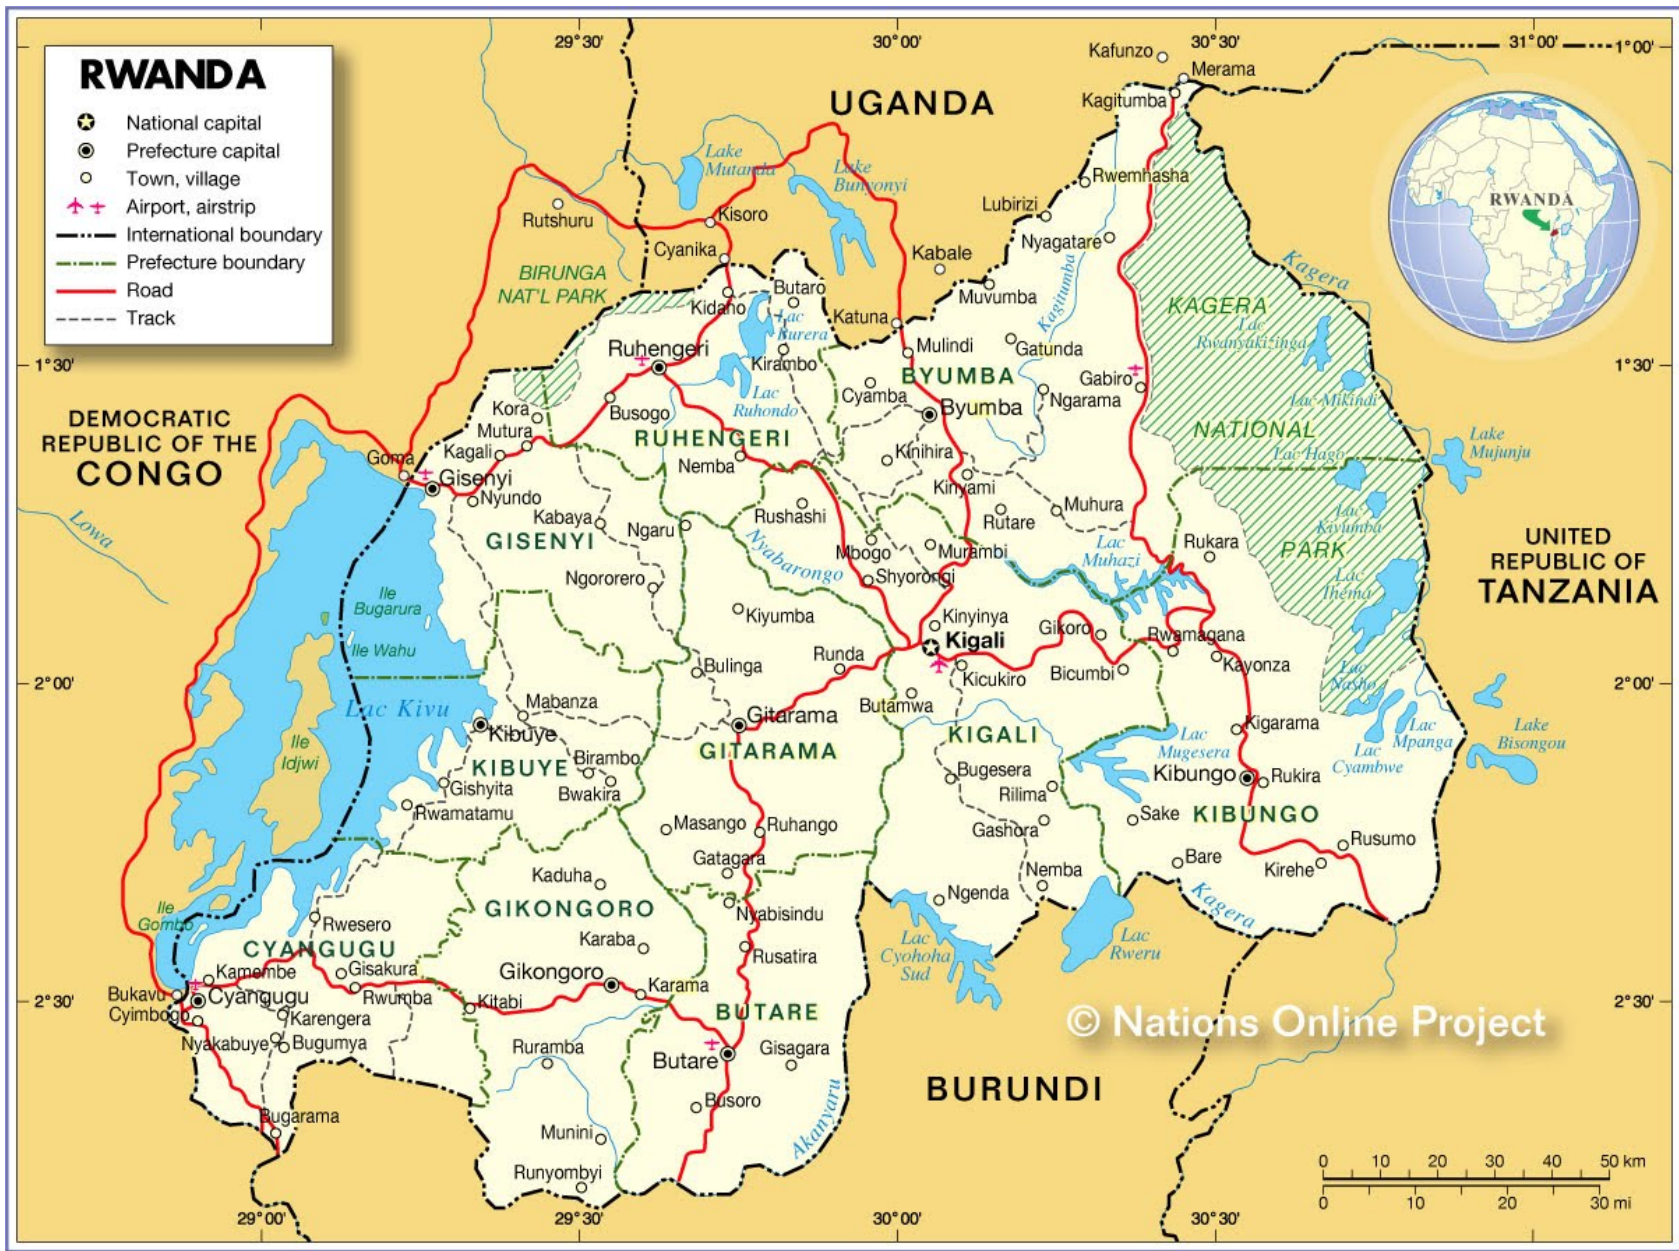 29°30'
30°00'
30°30'
31°00'
1°00'
RWANDA
National capital
Prefecture capital
Town, village
Airport, airstrip
International boundary
Prefecture boundary
Road
Track
UGANDA
Kafunzo
Merama
Kagitumba
Lake
Mutanda
Lake
Bunyonyi
Rwemhasha
RWANDA
Lubirizi
Rutshuru
Kisoro
Cyanika
Nyagatare
Kabale
Kagera
BIRUNGA
NAT'L PARK
Butaro
Kidaho
Muvumba
Kagitumba
KAGERA
Lac
Burera
Katuna
Lac
Rwanyakizinga
Ruhengeri
Kirambo
Mulindi
Gatunda
1°30'
1°30'
BYUMBA
Gabiro
Cyamba
Ngarama
Lac
Ruhondo
Lac Mikindi
DEMOCRATIC
REPUBLIC OF THE
CONGO
Kora
Busogo
Byumba
Mutura
RUHENGERI
NATIONAL
Lake
Mujunju
Kagali
Goma
Nemba
Kinihira
Lac Hago
Gisenyi
Kinyami
Nyundo
Kabaya
Ngaru
Rushashi
Rutare
Muhura
Lac
Kivumba
Lowa
GISENYI
Nyabarongo
Mbogo
Murambi
Lac
Muhazi
Rukara
PARK
UNITED
REPUBLIC OF
TANZANIA
Ngororero
Shyorongi
Lac
Ihema
Ile
Bugarura
Kiyumba
Kinyinya
Kigali
Gikoro
Rwamagana
Ile Wahu
Bulinga
Runda
Kicukiro
Bicumbi
Kayonza
Lac
Nasho
2°00'
2°00'
Lac Kivu
Mabanza
Butamwa
Kibuye
Gitarama
Kigarama
Lac
Mpanga
Lake
Bisongou
Ile
Idjwi
GITARAMA
KIGALI
Lac
Mugesera
Lac
Cyambwe
KIBUYE
Birambo
Bugesera
Kibungo
Rukira
Gishyita
Bwakira
Rilima
Rwamatamu
Masango
Ruhango
Gashora
Sake
KIBUNGO
Rusumo
Gatagara
Nemba
Bare
Kirehe
Kaduha
Ngenda
Kagera
Ile
Gombo
GIKONGORO
Nyabisindu
Rwesero
CYANGUGU
Karaba
Rusatira
Lac
Cyohoha
Sud
Lac
Rweru
Kamembe
Gisakura
Gikongoro
Karama
Bukavu
Cyangugu
Rwumba
Kitabi
Cyimbogo
Karengera
BUTARE
2°30'
2°30'
© Nations Online Project
Nyakabuye
Bugumya
Ruramba
Butare
Gisagara
BURUNDI
Busoro
Bugarama
Munini
Akanyaru
Runyombyi
0 10 20 30 40 50 km
0 10 20 30 mi
29°00'
29°30'
30°00'
30°30'